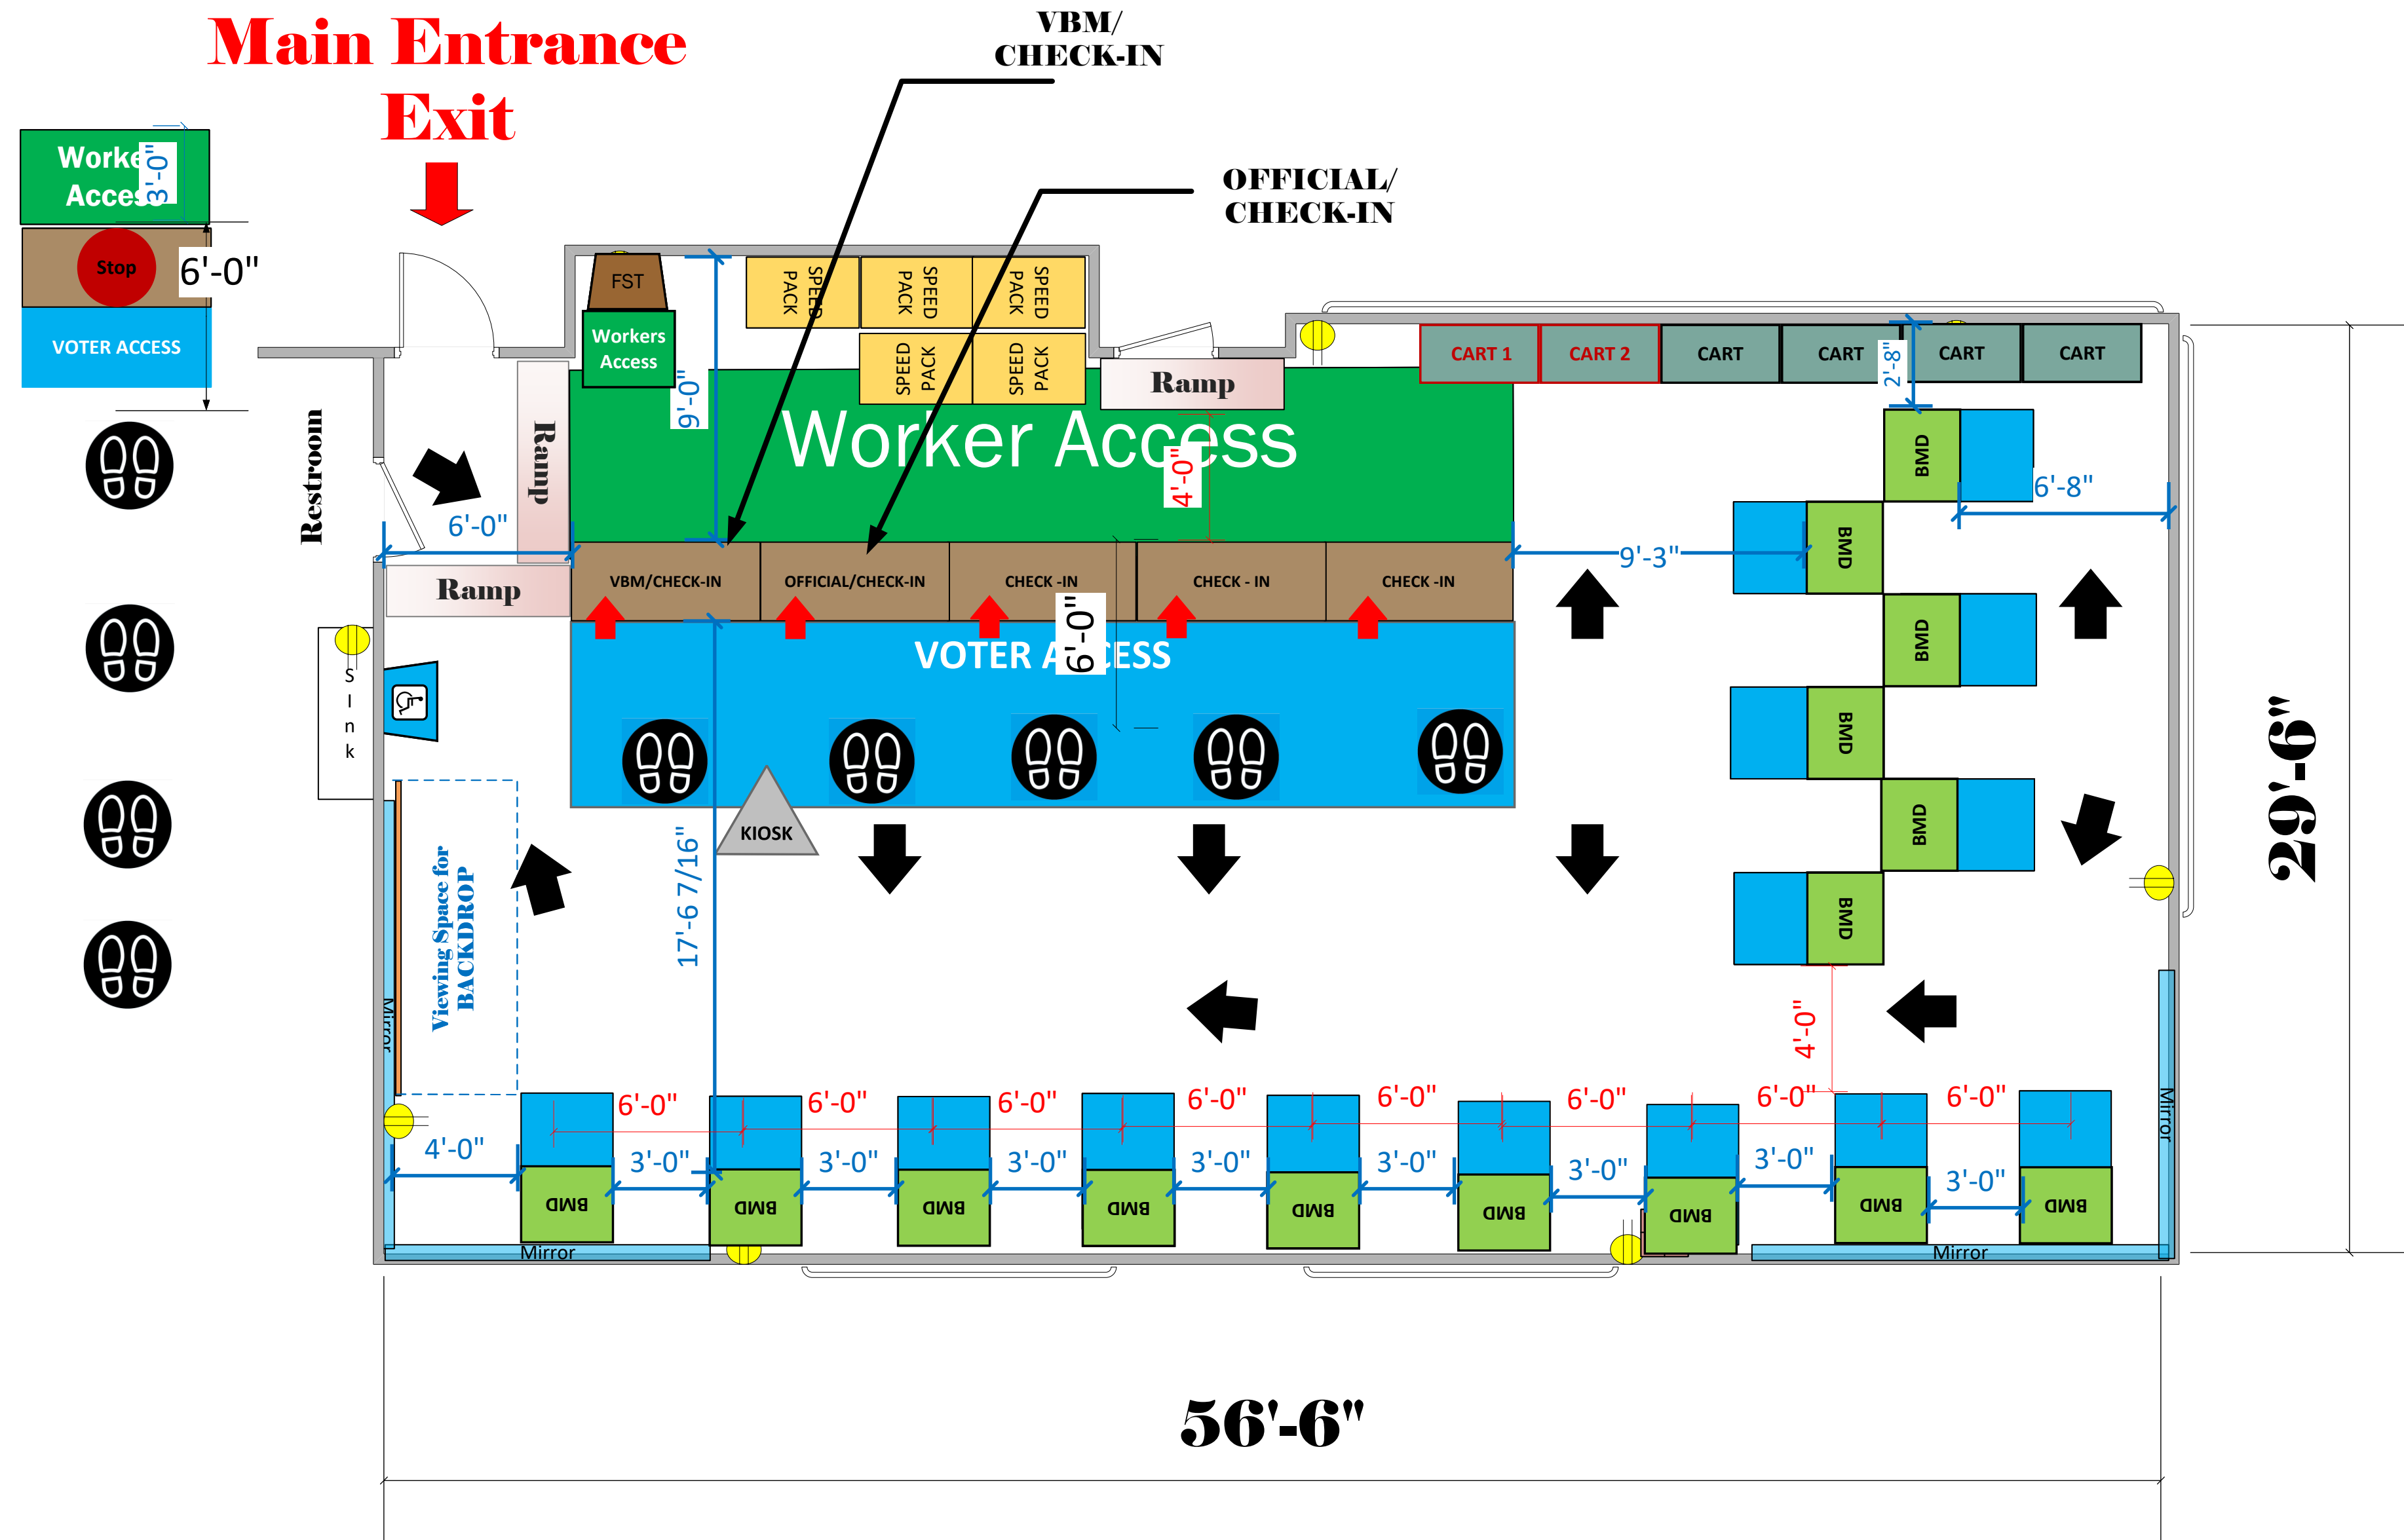 Main Entrance
Exit
VBM/
CHECK-IN
OFFICIAL/
CHECK-IN
Worker
Access
3'-0"
Stop
6'-0"
VOTER ACCESS
FST
Workers
Access
9'-0"
SPEED
PACK
SPEED
PACK
SPEED
PACK
SPEED
PACK
SPEED
PACK
Ramp
CART 1
CART 2
CART
CART
2'-8"
CART
CART
Restroom
Ramp
Worker Access
4'-0"
6'-0"
Ramp
BMD
6'-8"
BMD
9'-3"
VBM/CHECK-IN
OFFICIAL/CHECK-IN
CHECK -IN
CHECK - IN
CHECK -IN
6'-0"
VOTER ACCESS
BMD
BMD
BMD
BMD
SInk
KIOSK
17'-6 7/16"
Viewing Space for
BACKDROP
Mirror
29'-6"
4'-0"
6'-0"
6'-0"
6'-0"
6'-0"
6'-0"
6'-0"
6'-0"
6'-0"
Mirror
4'-0"
3'-0"
3'-0"
3'-0"
3'-0"
3'-0"
3'-0"
3'-0"
3'-0"
BMD
BMD
BMD
BMD
BMD
BMD
BMD
BMD
BMD
Mirror
Mirror
56'-6"